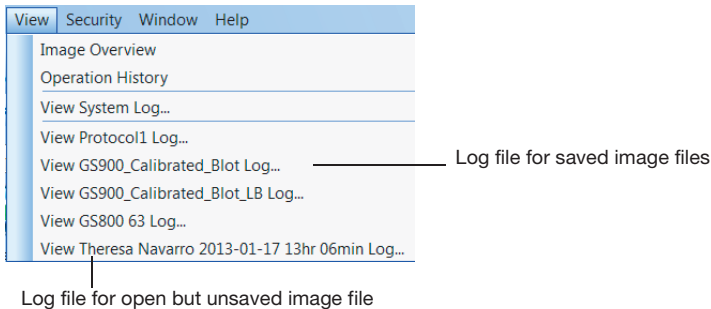 View Security Window Help
Image Overview
Operation History
View System Log...
View Protocol1 Log...
View GS900_Calibrated_Blot Log...
Log file for saved image files
View GS900_Calibrated_Blot_LB Log...
View GS800 63 Log...
View Theresa Navarro 2013-01-17 13hr 06min Log...
Log file for open but unsaved image file